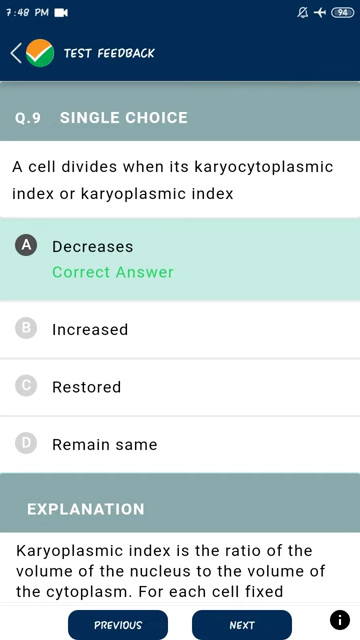 7:48 PM
94
TEST FEEDBACK
Q.9 SINGLE CHOICE
A cell divides when its karyocytoplasmic
index or karyoplasmic index
A Decreases
Correct Answer
B Increased
C Restored
D Remain same
EXPLANATION
Karyoplasmic index is the ratio of the
volume of the nucleus to the volume of
the cytoplasm. For each cell fixed
PREVIOUS
NEXT